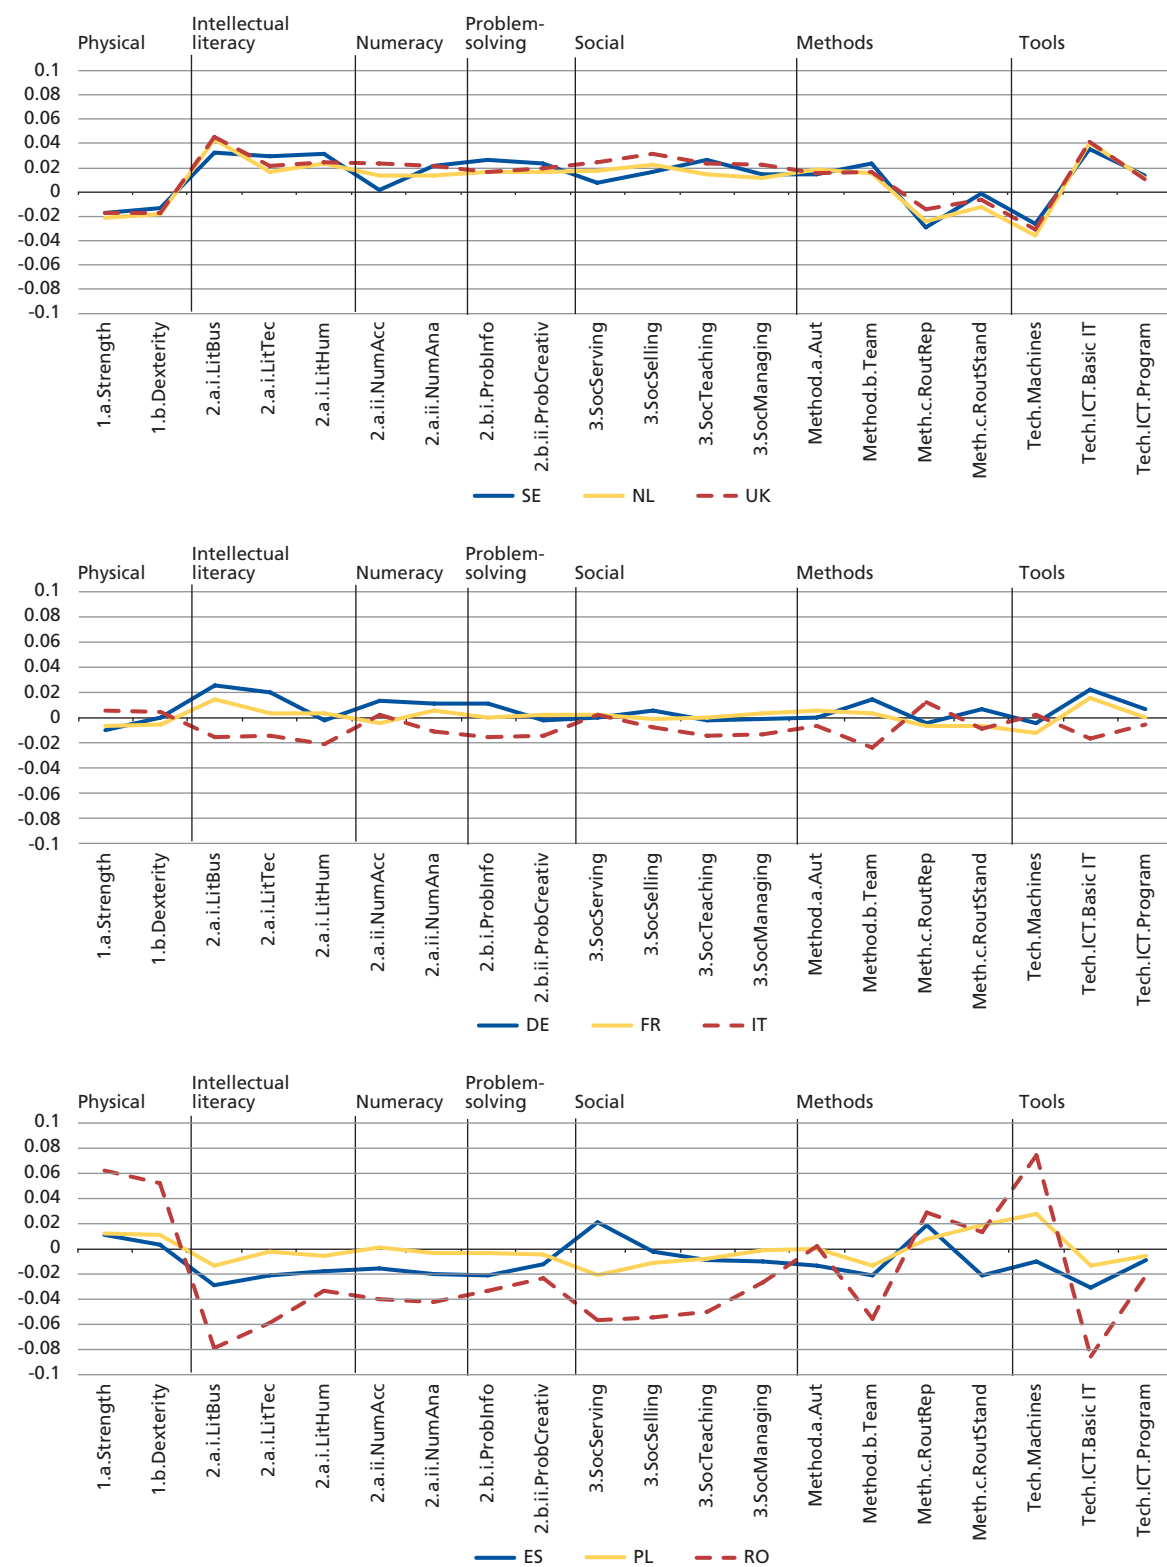 Physical
Intellectual
literacy
Numeracy
Problem-
solving
Social
Methods
Tools
0.1
0.08
0.06
0.04
0.02
0
-0.02
-0.04
-0.06
-0.08
-0.1
1.a.Strength
1.b.Dexterity
2.a.i.LitBus
2.a.i.LitTec
2.a.i.LitHum
2.a.ii.NumAcc
2.a.ii.NumAna
2.b.i.ProbInfo
2.b.ii.ProbCreativ
3.SocServing
3.SocSelling
3.SocTeaching
3.SocManaging
Method.a.Aut
Method.b.Team
Meth.c.RoutRep
Meth.c.RoutStand
Tech.Machines
Tech.ICT.Basic IT
Tech.ICT.Program
SE NL UK
Physical
Intellectual
literacy
Numeracy
Problem-
solving
Social
Methods
Tools
0.1
0.08
0.06
0.04
0.02
0
-0.02
-0.04
-0.06
-0.08
-0.1
1.a.Strength
1.b.Dexterity
2.a.i.LitBus
2.a.i.LitTec
2.a.i.LitHum
2.a.ii.NumAcc
2.a.ii.NumAna
2.b.i.ProbInfo
2.b.ii.ProbCreativ
3.SocServing
3.SocSelling
3.SocTeaching
3.SocManaging
Method.a.Aut
Method.b.Team
Meth.c.RoutRep
Meth.c.RoutStand
Tech.Machines
Tech.ICT.Basic IT
Tech.ICT.Program
DE FR IT
Physical
Intellectual
literacy
Numeracy
Problem-
solving
Social
Methods
Tools
0.1
0.08
0.06
0.04
0.02
0
-0.02
-0.04
-0.06
-0.08
-0.1
1.a.Strength
1.b.Dexterity
2.a.i.LitBus
2.a.i.LitTec
2.a.i.LitHum
2.a.ii.NumAcc
2.a.ii.NumAna
2.b.i.ProbInfo
2.b.ii.ProbCreativ
3.SocServing
3.SocSelling
3.SocTeaching
3.SocManaging
Method.a.Aut
Method.b.Team
Meth.c.RoutRep
Meth.c.RoutStand
Tech.Machines
Tech.ICT.Basic IT
Tech.ICT.Program
ES PL RO